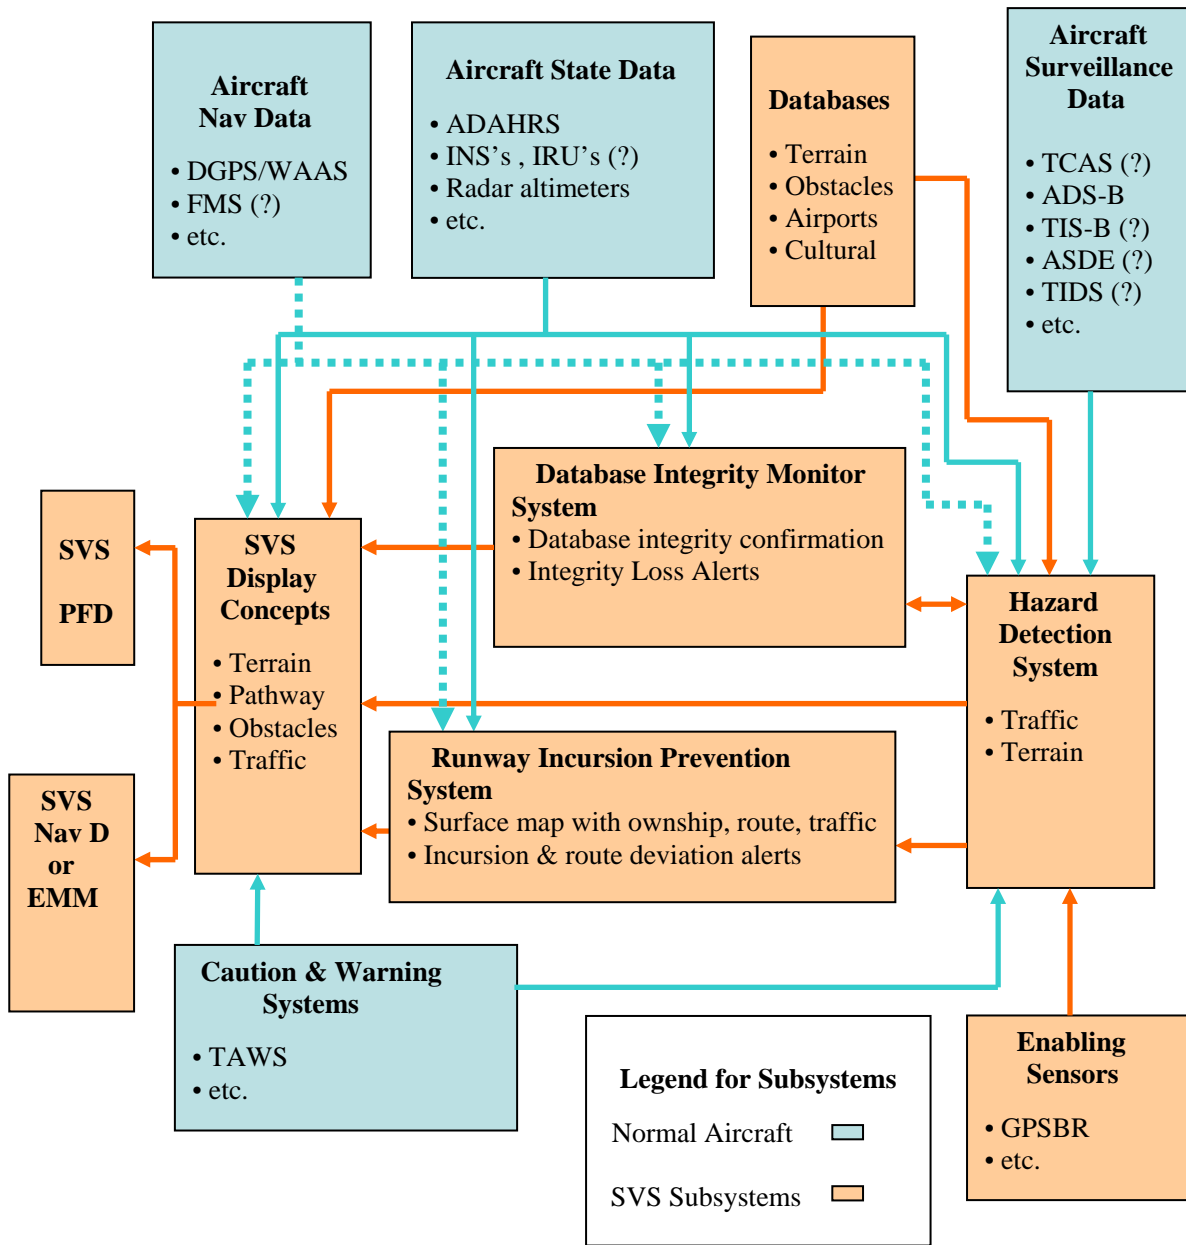 Aircraft
Nav Data
• DGPS/WAAS
• FMS (?)
• etc.
Aircraft State Data
• ADAHRS
• INS's , IRU's (?)
• Radar altimeters
• etc.
Databases
• Terrain
• Obstacles
• Airports
• Cultural
Aircraft
Surveillance
Data
• TCAS (?)
• ADS-B
• TIS-B (?)
• ASDE (?)
• TIDS (?)
• etc.
Database Integrity Monitor
System
• Database integrity confirmation
• Integrity Loss Alerts
SVS
PFD
SVS
Display
Concepts
• Terrain
• Pathway
• Obstacles
• Traffic
Hazard
Detection
System
• Traffic
• Terrain
Runway Incursion Prevention
System
• Surface map with ownship, route, traffic
• Incursion & route deviation alerts
SVS
Nav D
or
EMM
Caution & Warning
Systems
• TAWS
• etc.
Legend for Subsystems
Normal Aircraft
SVS Subsystems
Enabling
Sensors
• GPSBR
• etc.